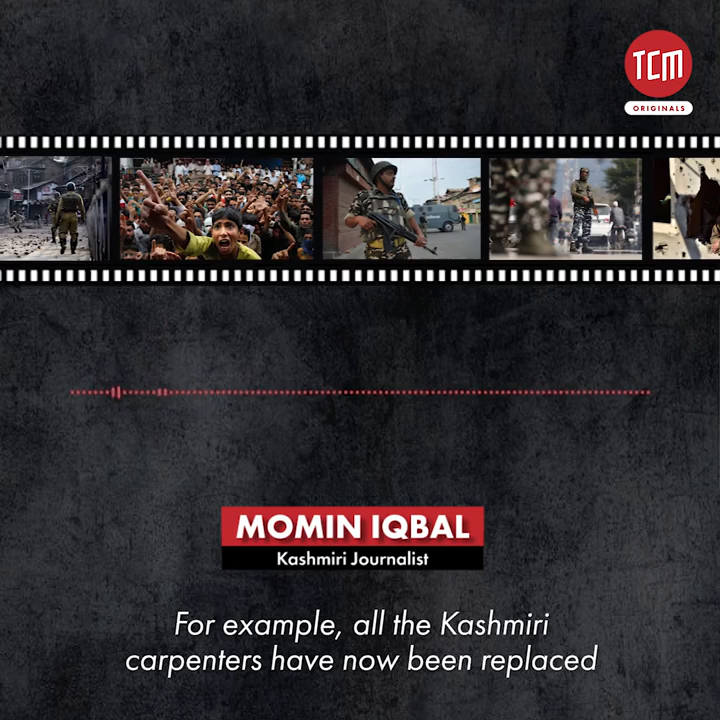 TCM
ORIGINALS
MOMIN IQBAL
Kashmiri Journalist
For example, all the Kashmiri
carpenters have now been replaced